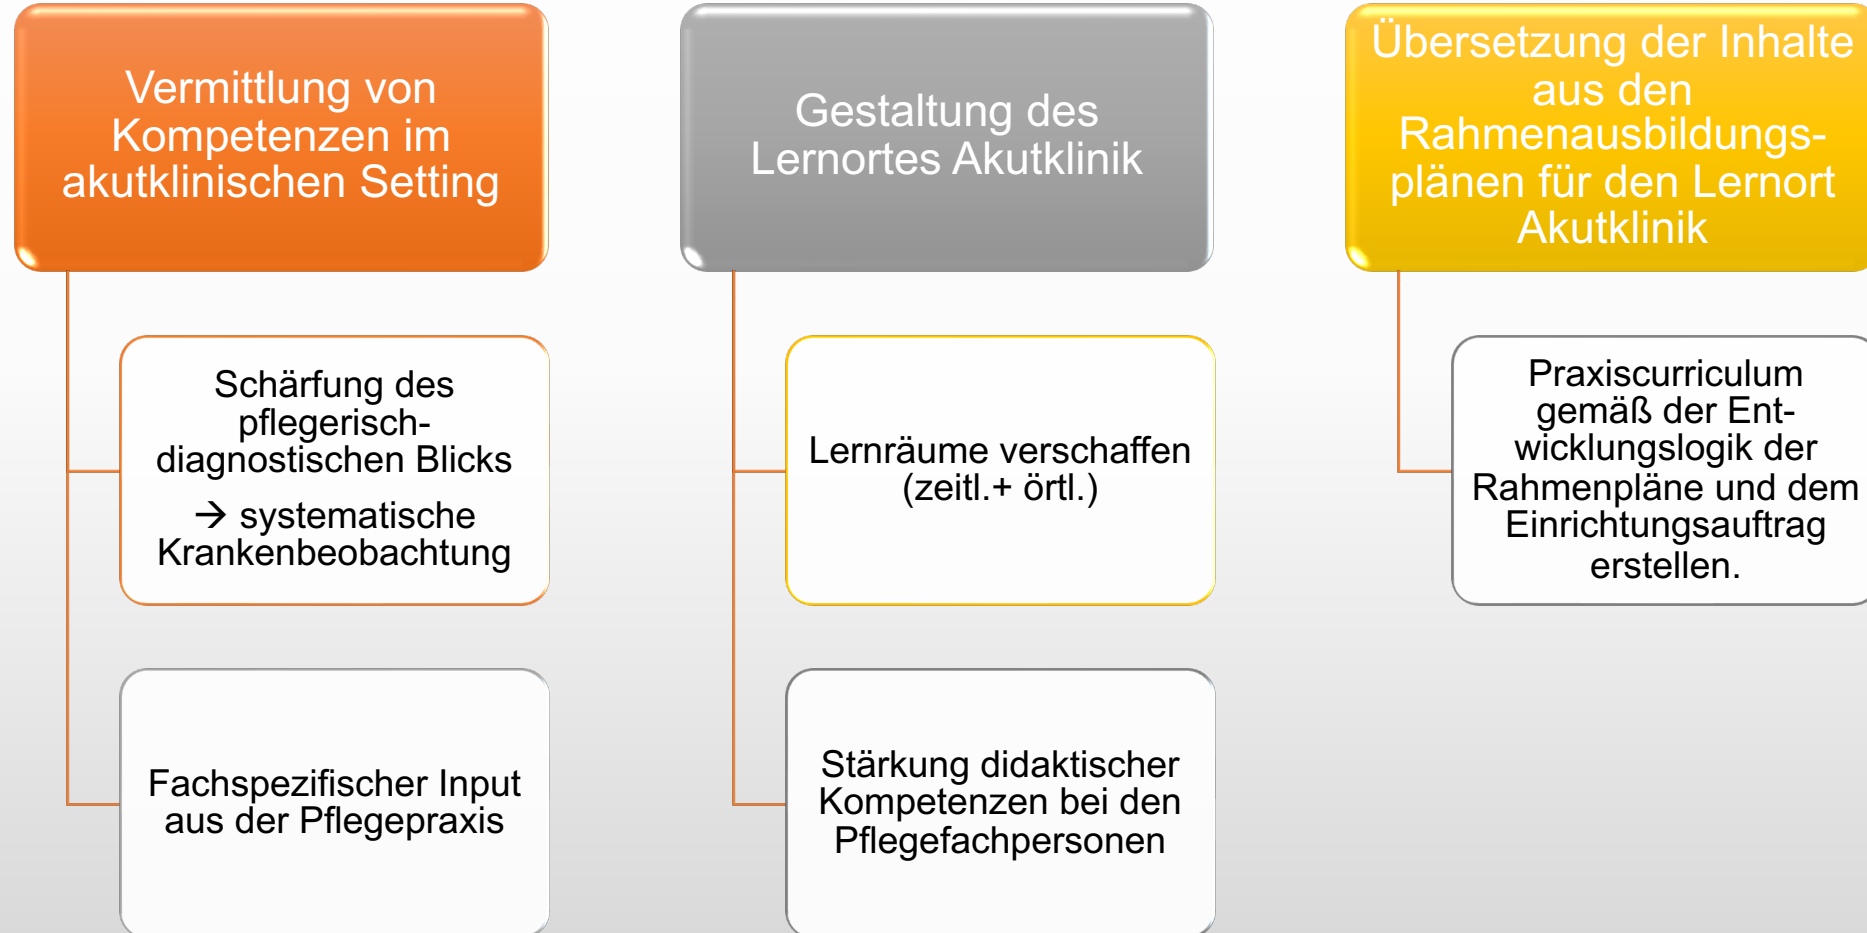 Vermittlung von
Kompetenzen im
akutklinischen Setting
Schärfung des
pflegerisch-
diagnostischen Blicks
→ systematische
Krankenbeobachtung
Fachspezifischer Input
aus der Pflegepraxis
Gestaltung des
Lernortes Akutklinik
Lernräume verschaffen
(zeitl.+ örtl.)
Stärkung didaktischer
Kompetenzen bei den
Pflegefachpersonen
Übersetzung der Inhalte
aus den
Rahmenausbildungs-
plänen für den Lernort
Akutklinik
Praxiscurriculum
gemäß der Ent-
wicklungslogik der
Rahmenpläne und dem
Einrichtungsauftrag
erstellen.